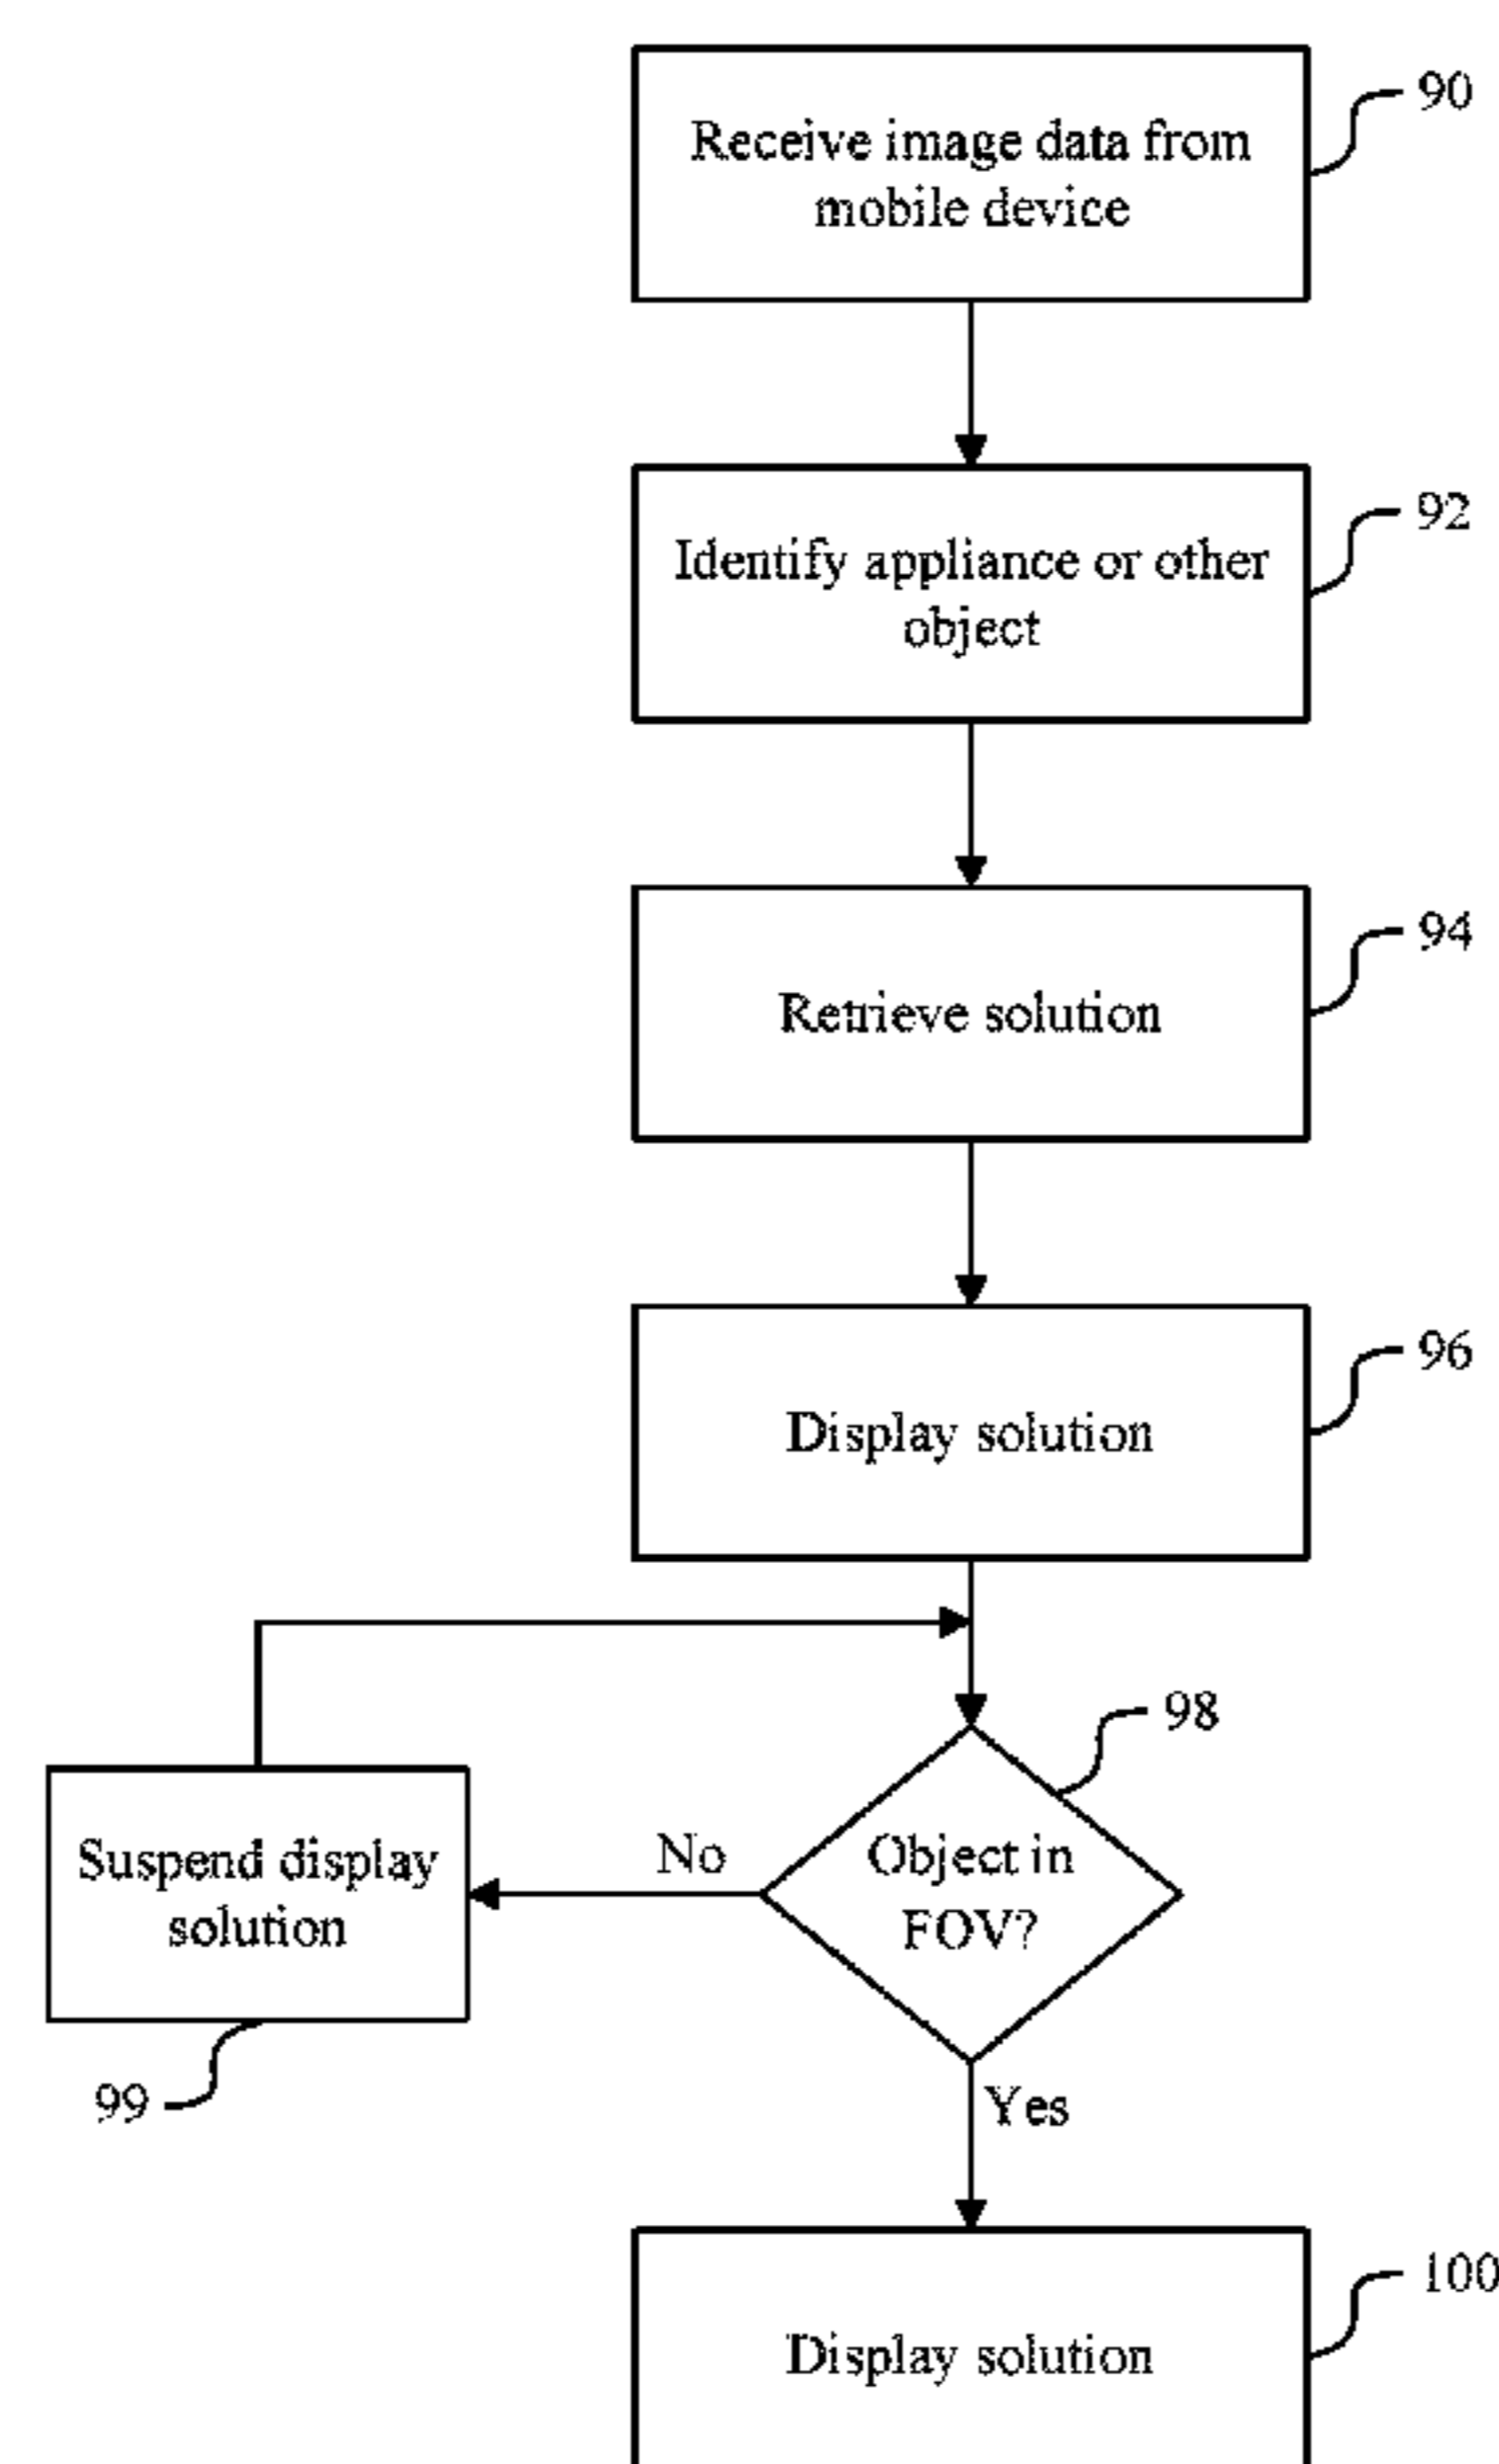 90
Receive image data from
mobile device
92
Identify appliance or other
object
94
Retrieve solution
96
Display solution
98
Object in
FOV?
No
Suspend display
solution
99
Yes
100
Display solution